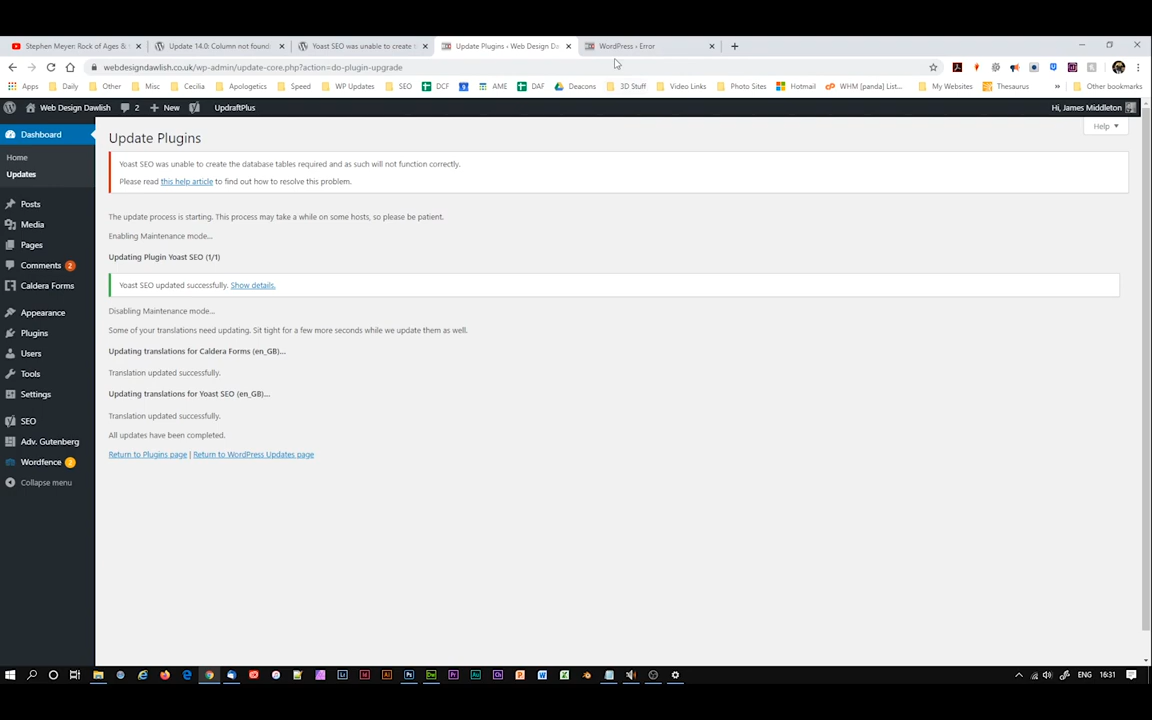 Stephen Meyer: Rock of Ages &
Update 14.0: Column not found:
Yoast SEO was unable to create t
Update Plugins ‹ Web Design Da
WordPress › Error
webdesigndawlish.co.uk/wp-admin/update-core.php?action=do-plugin-upgrade
Apps Daily Other Misc Cecilia Apologetics Speed WP Updates SEO DCF AME DAF Deacons 3D Stuff Video Links Photo Sites Hotmail WHM [panda] List... My Websites Thesaurus » Other bookmarks
Web Design Dawlish 2 New UpdraftPlus Hi, James Middleton
Help
Dashboard
Home
Updates
Posts
Media
Pages
Comments 2
Caldera Forms
Appearance
Plugins
Users
Tools
Settings
SEO
Adv. Gutenberg
Wordfence 2
Collapse menu
Update Plugins
Yoast SEO was unable to create the database tables required and as such will not function correctly.
Please read this help article to find out how to resolve this problem.
The update process is starting. This process may take a while on some hosts, so please be patient.
Enabling Maintenance mode...
Updating Plugin Yoast SEO (1/1)
Yoast SEO updated successfully. Show details.
Disabling Maintenance mode...
Some of your translations need updating. Sit tight for a few more seconds while we update them as well.
Updating translations for Caldera Forms (en_GB)...
Translation updated successfully.
Updating translations for Yoast SEO (en_GB)...
Translation updated successfully.
All updates have been completed.
Return to Plugins page | Return to WordPress Updates page
ENG 16:31